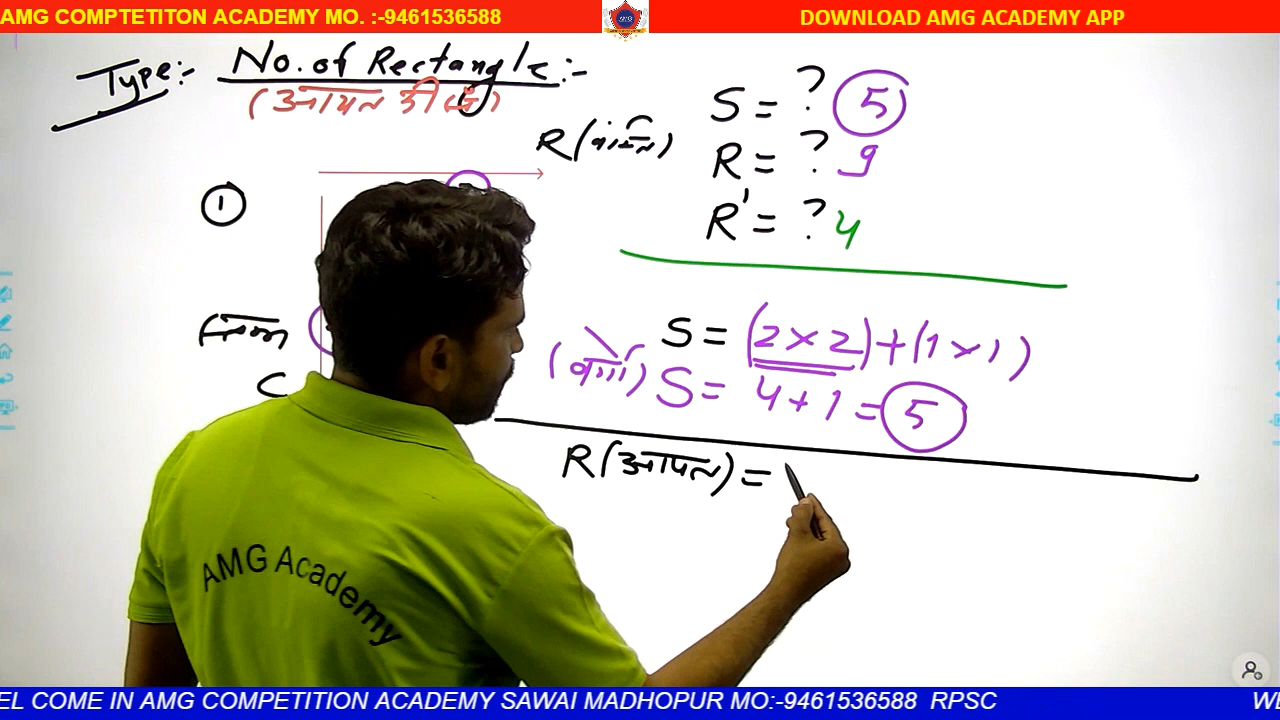 AMG COMPTETITON ACADEMY MO. :-9461536588
DOWNLOAD AMG ACADEMY APP
Type:- No. of Rectangle:-
(आयत की सं)
S = ? 5
R = ? 9
R' = ? 4
1
S = (2 × 2) + (1 × 1)
(वर्ग) S = 4 + 1 = 5
R (आयत) =
AMG Academy
EL COME IN AMG COMPETITION ACADEMY SAWAI MADHOPUR MO:-9461536588 RPSC
WE